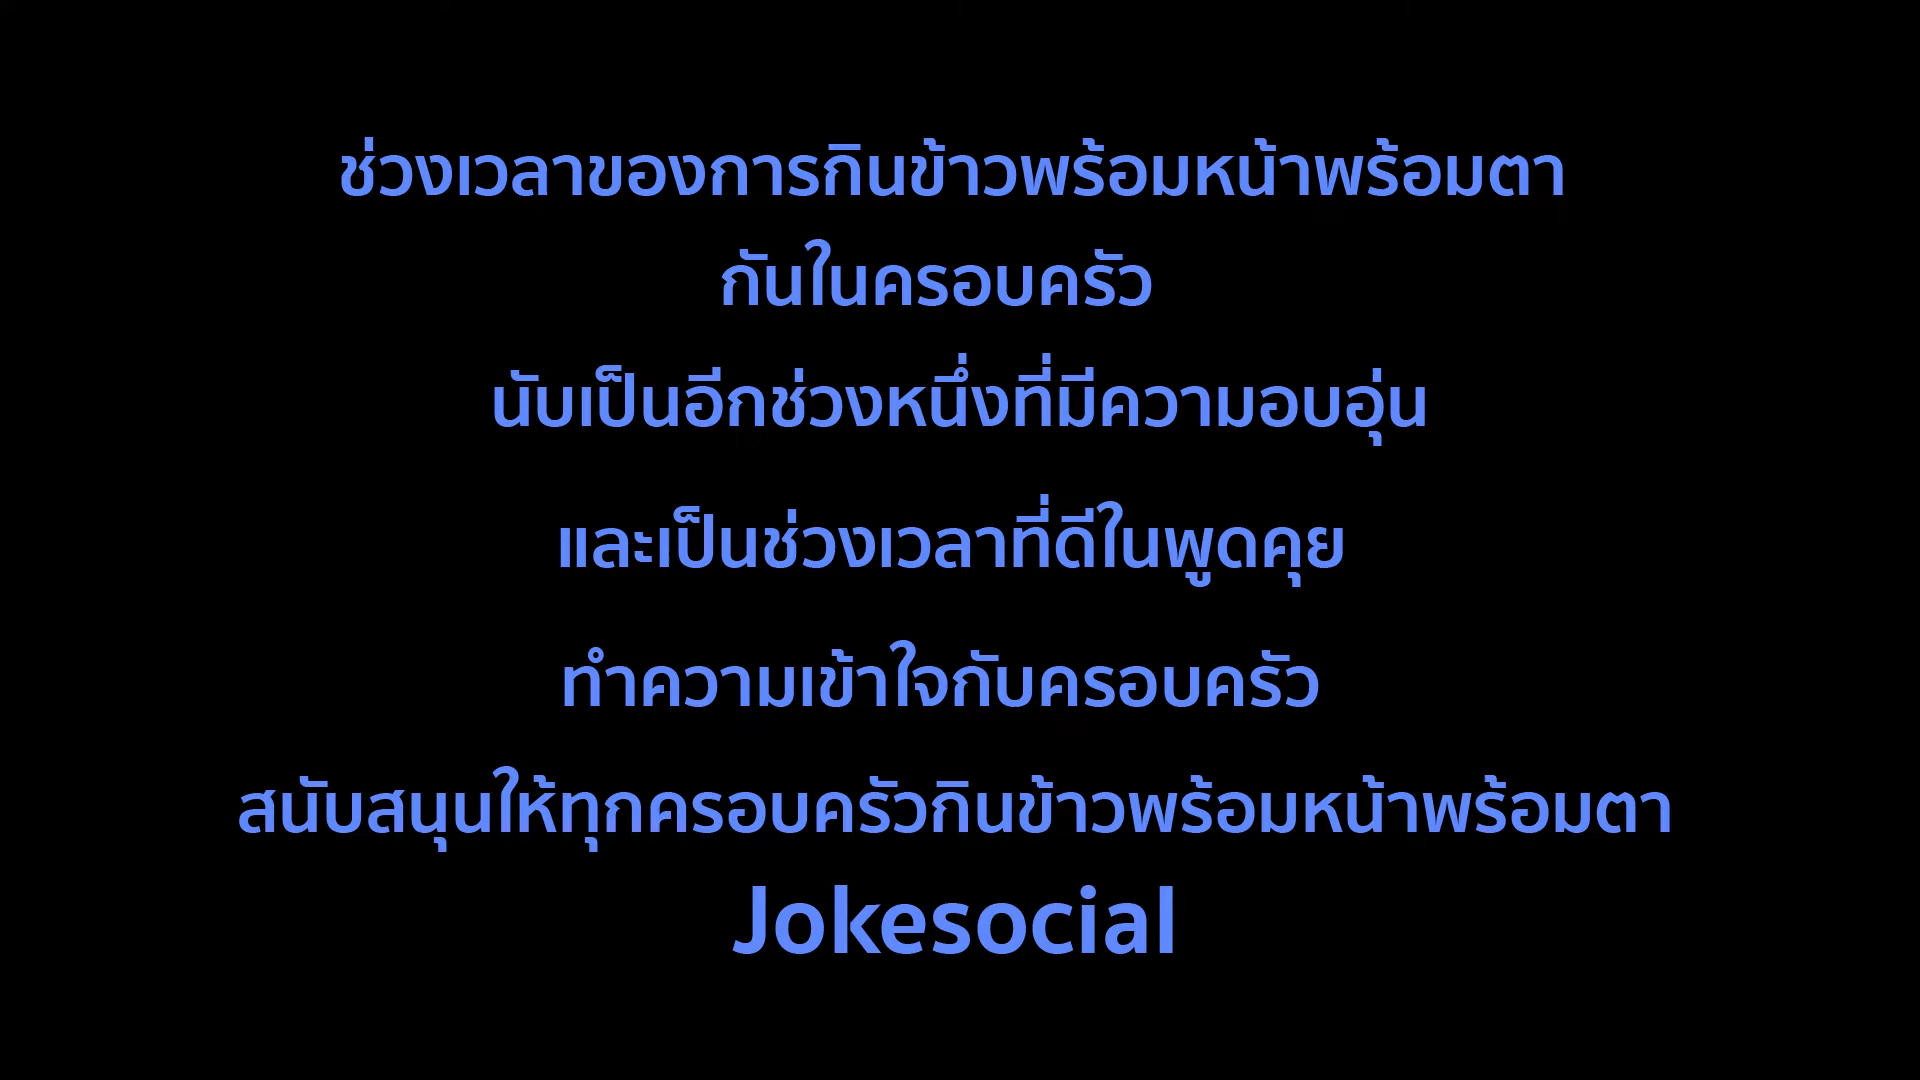 ช่วงเวลาของการกินข้าวพร้อมหน้าพร้อมตา
กันในครอบครัว
นับเป็นอีกช่วงหนึ่งที่มีความอบอุ่น
และเป็นช่วงเวลาที่ดีในพูดคุย
ทำความเข้าใจกับครอบครัว
สนับสนุนให้ทุกครอบครัวกินข้าวพร้อมหน้าพร้อมตา
Jokesocial